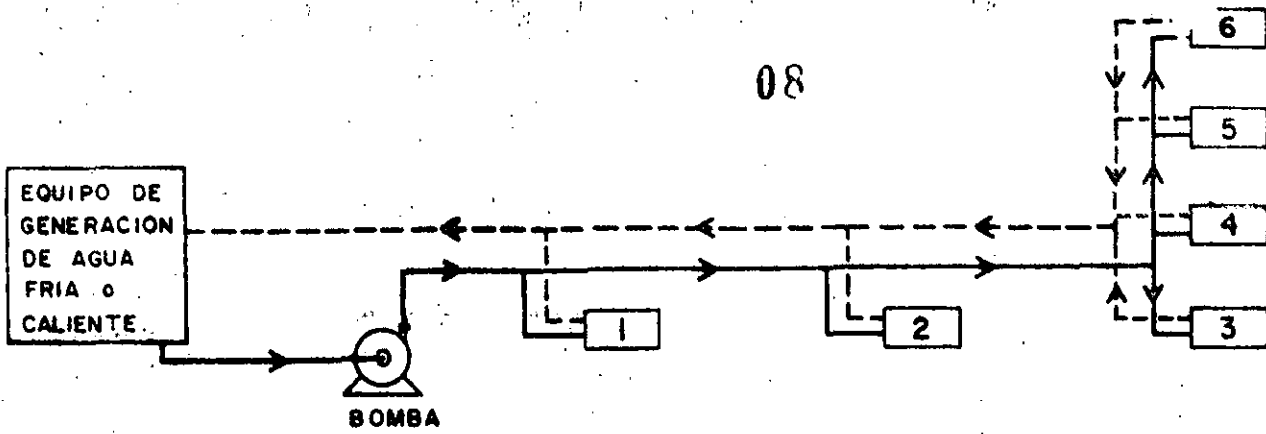 08
6
5
EQUIPO DE
GENERACION
DE AGUA
FRIA o
CALIENTE.
4
1
2
3
BOMBA